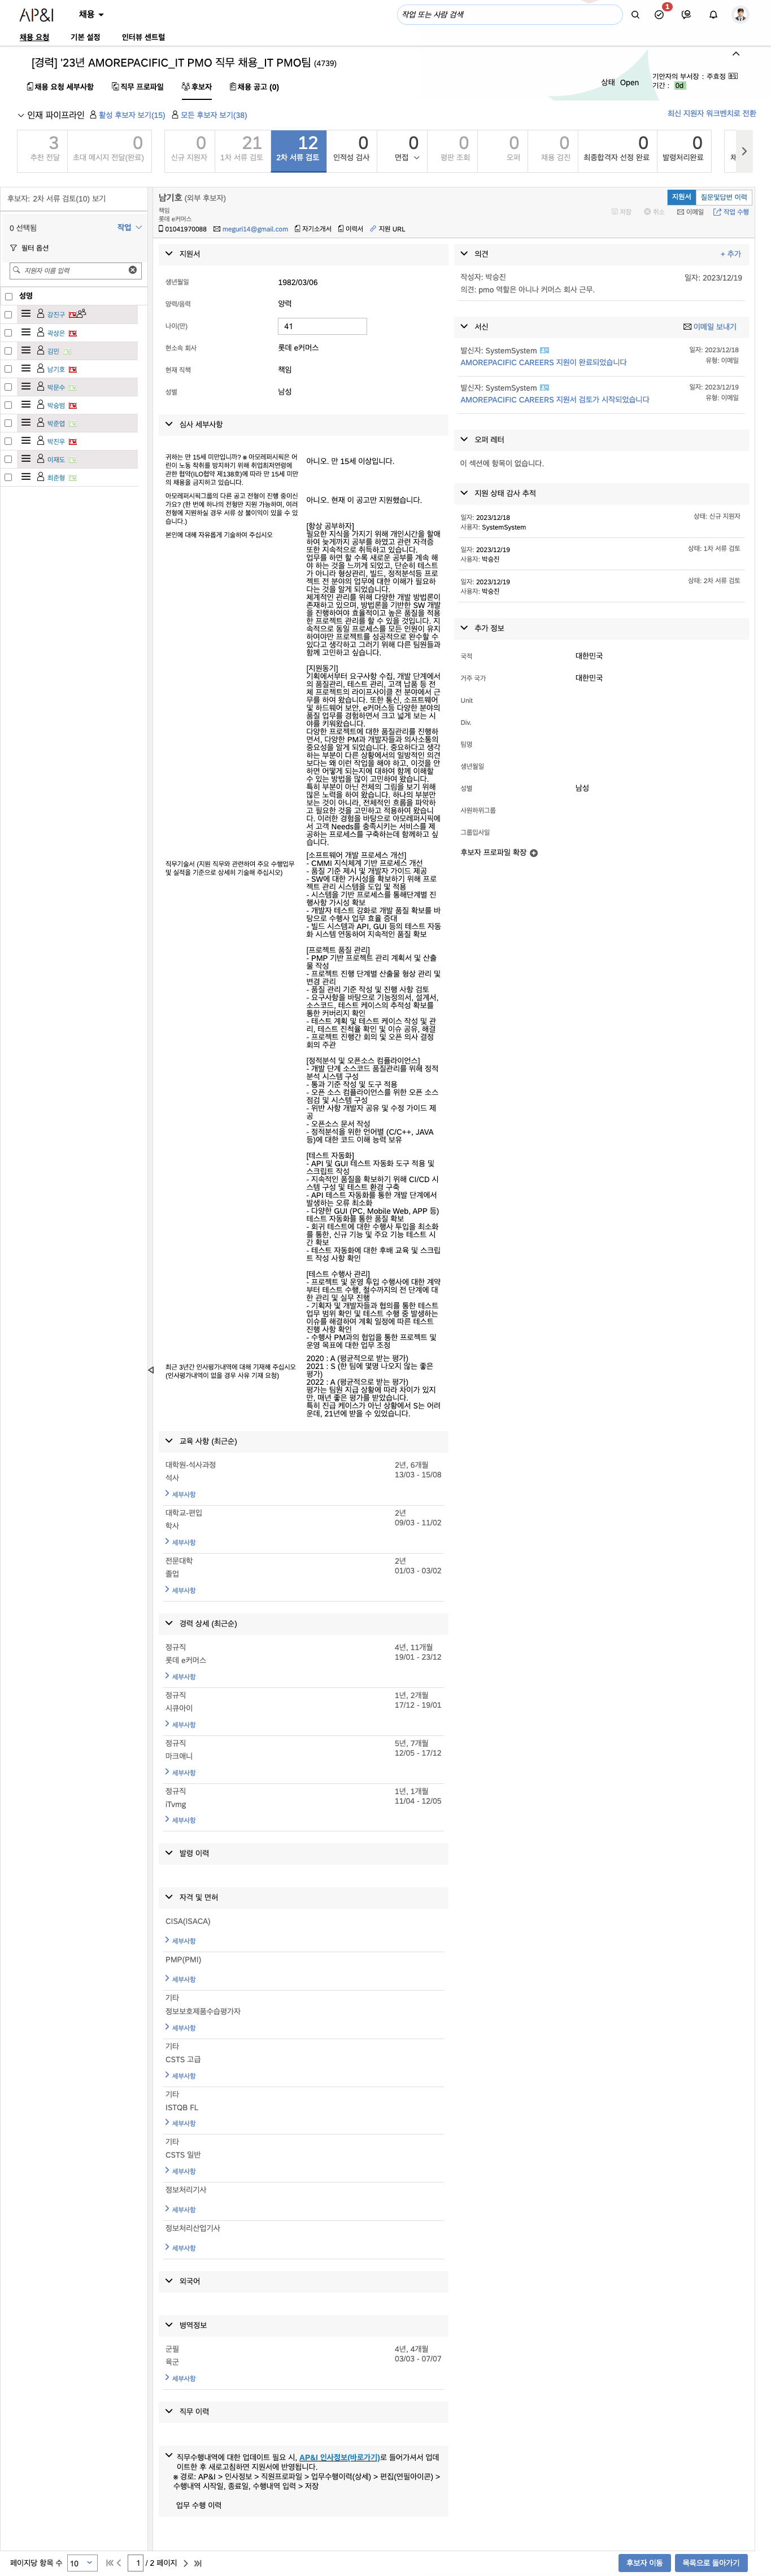 AP&I 채용
작업 또는 사람 검색
1
채용 요청 기본 설정 인터뷰 센트럴
[경력] '23년 AMOREPACIFIC_IT PMO 직무 채용_IT PMO팀 (4739)
채용 요청 세부사항 직무 프로파일 후보자 채용 공고 (0)
상태 Open
기안자의 부서장 : 주효정
기간 : 0d
인재 파이프라인 활성 후보자 보기(15) 모든 후보자 보기(38)
최신 지원자 워크벤치로 전환
3 추천 전달
0 초대 메시지 전달(완료)
0 신규 지원자
21 1차 서류 검토
12 2차 서류 검토
0 인적성 검사
0 면접
0 평판 조회
0 오퍼
0 채용 검진
0 최종합격자 선정 완료
0 발령처리완료
후보자: 2차 서류 검토(10) 보기
0 선택됨 작업
필터 옵션
지원자 이름 입력
성명
강진구
곽상은
김민
남기호
박문수
박승범
박준엽
박진우
이재도
최준형
남기호 (외부 후보자)
책임
롯데 e커머스
01041970088 meguri14@gmail.com 자기소개서 이력서 지원 URL
지원서 질문및답변 이력
저장 취소 이메일 작업 수행
지원서
생년월일 1982/03/06
양력/음력 양력
나이(만) 41
현소속 회사 롯데 e커머스
현재 직책 책임
성별 남성
심사 세부사항
귀하는 만 15세 미만입니까? ※ 아모레퍼시픽은 어
린이 노동 착취를 방지하기 위해 취업최저연령에
관한 협약(ILO협약 제138호)에 따라 만 15세 미만
의 채용을 금지하고 있습니다.
아니오. 만 15세 이상입니다.
아모레퍼시픽그룹의 다른 공고 전형이 진행 중이신
가요? (한 번에 하나의 전형만 지원 가능하며, 여러
전형에 지원하실 경우 서류 상 불이익이 있을 수 있
습니다.)
아니오. 현재 이 공고만 지원했습니다.
본인에 대해 자유롭게 기술하여 주십시오
[항상 공부하자]
필요한 지식을 가지기 위해 개인시간을 할애
하여 늦게까지 공부를 하였고 관련 자격증
또한 지속적으로 취득하고 있습니다.
업무를 하면 할 수록 새로운 공부를 계속 해
야 하는 것을 느끼게 되었고, 단순히 테스트
가 아니라 형상관리, 빌드, 정적분석등 프로
젝트 전 분야의 업무에 대한 이해가 필요하
다는 것을 알게 되었습니다.
체계적인 관리를 위해 다양한 개발 방법론이
존재하고 있으며, 방법론을 기반한 SW 개발
을 진행하여야 효율적이고 높은 품질을 적용
한 프로젝트 관리를 할 수 있을 것입니다. 지
속적으로 동일 프로세스를 모든 인원이 유지
하여야만 프로젝트를 성공적으로 완수할 수
있다고 생각하고 그러기 위해 다른 팀원들과
함께 고민하고 싶습니다.
[지원동기]
기획에서부터 요구사항 수집, 개발 단계에서
의 품질관리, 테스트 관리, 고객 납품 등 전
체 프로젝트의 라이프사이클 전 분야에서 근
무를 하여 왔습니다. 또한 통신, 소프트웨어
및 하드웨어 보안, e커머스등 다양한 분야의
품질 업무를 경험하면서 크고 넓게 보는 시
야를 키워왔습니다.
다양한 프로젝트에 대한 품질관리를 진행하
면서, 다양한 PM과 개발자들과 의사소통의
중요성을 알게 되었습니다. 중요하다고 생각
하는 부분이 다른 상황에서의 일방적인 의견
보다는 왜 이런 작업을 해야 하고, 이것을 안
하면 어떻게 되는지에 대하여 함께 이해할
수 있는 방법을 많이 고민하여 왔습니다.
특히 부분이 아닌 전체의 그림을 보기 위해
많은 노력을 하여 왔습니다. 하나의 부분만
보는 것이 아니라, 전체적인 흐름을 파악하
고 필요한 것을 고민하고 적용하여 왔습니
다. 이러한 경험을 바탕으로 아모레퍼시픽에
서 고객 Needs를 충족시키는 서비스를 제
공하는 프로세스를 구축하는데 함께하고 싶
습니다.
직무기술서 (지원 직무와 관련하여 주요 수행업무
및 실적을 기준으로 상세히 기술해 주십시오)
[소프트웨어 개발 프로세스 개선]
- CMMI 지식체계 기반 프로세스 개선
- 품질 기준 제시 및 개발자 가이드 제공
- SW에 대한 가시성을 확보하기 위해 프로
젝트 관리 시스템을 도입 및 적용
- 시스템을 기반 프로세스를 통해단계별 진
행사항 가시성 확보
- 개발자 테스트 강화로 개발 품질 확보를 바
탕으로 수행사 업무 효율 증대
- 빌드 시스템과 API, GUI 등의 테스트 자동
화 시스템 연동하여 지속적인 품질 확보
[프로젝트 품질 관리]
- PMP 기반 프로젝트 관리 계획서 및 산출
물 작성
- 프로젝트 진행 단계별 산출물 형상 관리 및
변경 관리
- 품질 관리 기준 작성 및 진행 사항 검토
- 요구사항을 바탕으로 기능정의서, 설계서,
소스코드, 테스트 케이스의 추적성 확보를
통한 커버리지 확인
- 테스트 계획 및 테스트 케이스 작성 및 관
리, 테스트 진척율 확인 및 이슈 공유, 해결
- 프로젝트 진행간 회의 및 오픈 의사 결정
회의 주관
[정적분석 및 오픈소스 컴플라이언스]
- 개발 단계 소스코드 품질관리를 위해 정적
분석 시스템 구성
- 통과 기준 작성 및 도구 적용
- 오픈 소스 컴플라이언스를 위한 오픈 소스
점검 및 시스템 구성
- 위반 사항 개발자 공유 및 수정 가이드 제
공
- 오픈소스 문서 작성
- 정적분석을 위한 언어별 (C/C++, JAVA
등)에 대한 코드 이해 능력 보유
[테스트 자동화]
- API 및 GUI 테스트 자동화 도구 적용 및
스크립트 작성
- 지속적인 품질을 확보하기 위해 CI/CD 시
스템 구성 및 테스트 환경 구축
- API 테스트 자동화를 통한 개발 단계에서
발생하는 오류 최소화
- 다양한 GUI (PC, Mobile Web, APP 등)
테스트 자동화를 통한 품질 확보
- 회귀 테스트에 대한 수행사 투입을 최소화
를 통한, 신규 기능 및 주요 기능 테스트 시
간 확보
- 테스트 자동화에 대한 후배 교육 및 스크립
트 작성 사항 확인
[테스트 수행사 관리]
- 프로젝트 및 운영 투입 수행사에 대한 계약
부터 테스트 수행, 철수까지의 전 단계에 대
한 관리 및 실무 진행
- 기획자 및 개발자들과 협의를 통한 테스트
업무 범위 확인 및 테스트 수행 중 발생하는
이슈를 해결하여 계획 일정에 따른 테스트
진행 사항 확인
- 수행사 PM과의 협업을 통한 프로젝트 및
운영 목표에 대한 업무 조정
최근 3년간 인사평가내역에 대해 기재해 주십시오
(인사평가내역이 없을 경우 사유 기재 요청)
2020 : A (평균적으로 받는 평가)
2021 : S (한 팀에 몇명 나오지 않는 좋은
평가)
2022 : A (평균적으로 받는 평가)
평가는 팀원 지급 상황에 따라 차이가 있지
만, 매년 좋은 평가를 받았습니다.
특히 진급 케이스가 아닌 상황에서 S는 어려
운데, 21년에 받을 수 있었습니다.
교육 사항 (최근순)
대학원-석사과정 2년, 6개월
석사 13/03 - 15/08
세부사항
대학교-편입 2년
학사 09/03 - 11/02
세부사항
전문대학 2년
졸업 01/03 - 03/02
세부사항
경력 상세 (최근순)
정규직 4년, 11개월
롯데 e커머스 19/01 - 23/12
세부사항
정규직 1년, 2개월
시큐아이 17/12 - 19/01
세부사항
정규직 5년, 7개월
마크애니 12/05 - 17/12
세부사항
정규직 1년, 1개월
iTvmg 11/04 - 12/05
세부사항
발령 이력
자격 및 면허
CISA(ISACA)
세부사항
PMP(PMI)
세부사항
기타
정보보호제품수습평가자
세부사항
기타
CSTS 고급
세부사항
기타
ISTQB FL
세부사항
기타
CSTS 일반
세부사항
정보처리기사
세부사항
정보처리산업기사
세부사항
외국어
병역정보
군필 4년, 4개월
육군 03/03 - 07/07
세부사항
직무 이력
직무수행내역에 대한 업데이트 필요 시, AP&I 인사정보(바로가기)로 들어가셔서 업데
이트한 후 새로고침하면 지원서에 반영됩니다.
※ 경로: AP&I > 인사정보 > 직원프로파일 > 업무수행이력(상세) > 편집(연필아이콘) >
수행내역 시작일, 종료일, 수행내역 입력 > 저장
업무 수행 이력
의견 + 추가
작성자: 박승진 일자: 2023/12/19
의견: pmo 역할은 아니나 커머스 회사 근무.
서신 이메일 보내기
발신자: SystemSystem 일자: 2023/12/18
AMOREPACIFIC CAREERS 지원이 완료되었습니다 유형: 이메일
발신자: SystemSystem 일자: 2023/12/19
AMOREPACIFIC CAREERS 지원서 검토가 시작되었습니다 유형: 이메일
오퍼 레터
이 섹션에 항목이 없습니다.
지원 상태 감사 추적
일자: 2023/12/18 상태: 신규 지원자
사용자: SystemSystem
일자: 2023/12/19 상태: 1차 서류 검토
사용자: 박승진
일자: 2023/12/19 상태: 2차 서류 검토
사용자: 박승진
추가 정보
국적 대한민국
거주 국가 대한민국
Unit
Div.
팀명
생년월일
성별 남성
사원하위그룹
그룹입사일
후보자 프로파일 확장
페이지당 항목 수 10 1 / 2 페이지
후보자 이동 목록으로 돌아가기